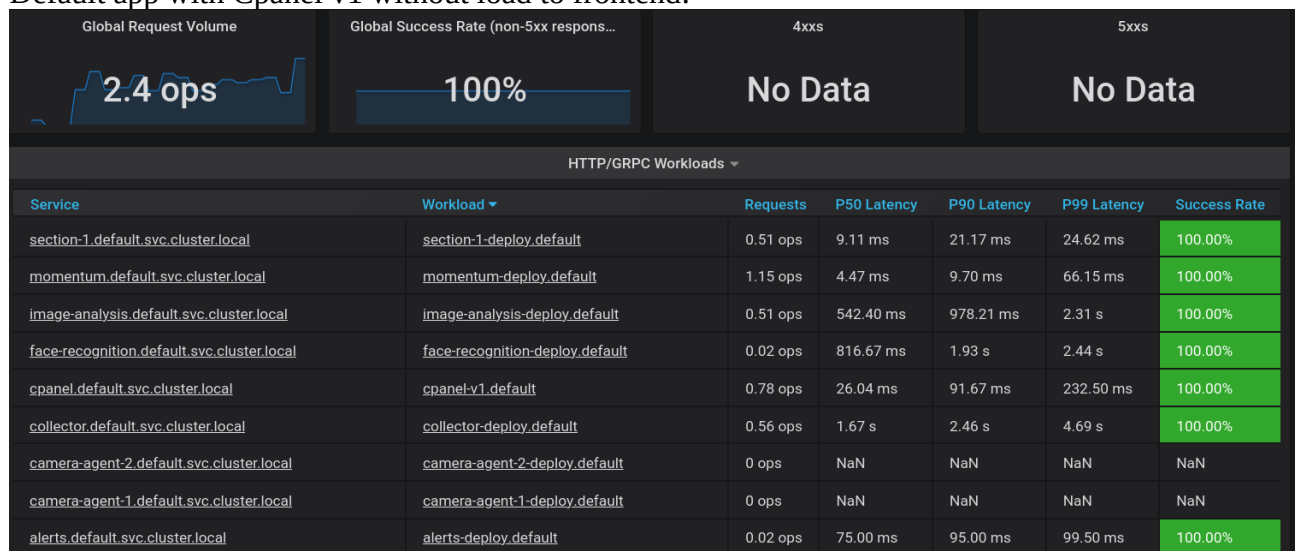 Default app with Cpanel v1 without load to frontend:
Global Request Volume Global Success Rate (non-5xx respons... 4xxs 5xxs
2.4 ops 100% No Data No Data
HTTP/GRPC Workloads
Service Workload Requests P50 Latency P90 Latency P99 Latency Success Rate
section-1.default.svc.cluster.local section-1-deploy.default 0.51 ops 9.11 ms 21.17 ms 24.62 ms 100.00%
momentum.default.svc.cluster.local momentum-deploy.default 1.15 ops 4.47 ms 9.70 ms 66.15 ms 100.00%
image-analysis.default.svc.cluster.local image-analysis-deploy.default 0.51 ops 542.40 ms 978.21 ms 2.31 s 100.00%
face-recognition.default.svc.cluster.local face-recognition-deploy.default 0.02 ops 816.67 ms 1.93 s 2.44 s 100.00%
cpanel.default.svc.cluster.local cpanel-v1.default 0.78 ops 26.04 ms 91.67 ms 232.50 ms 100.00%
collector.default.svc.cluster.local collector-deploy.default 0.56 ops 1.67 s 2.46 s 4.69 s 100.00%
camera-agent-2.default.svc.cluster.local camera-agent-2-deploy.default 0 ops NaN NaN NaN NaN
camera-agent-1.default.svc.cluster.local camera-agent-1-deploy.default 0 ops NaN NaN NaN NaN
alerts.default.svc.cluster.local alerts-deploy.default 0.02 ops 75.00 ms 95.00 ms 99.50 ms 100.00%